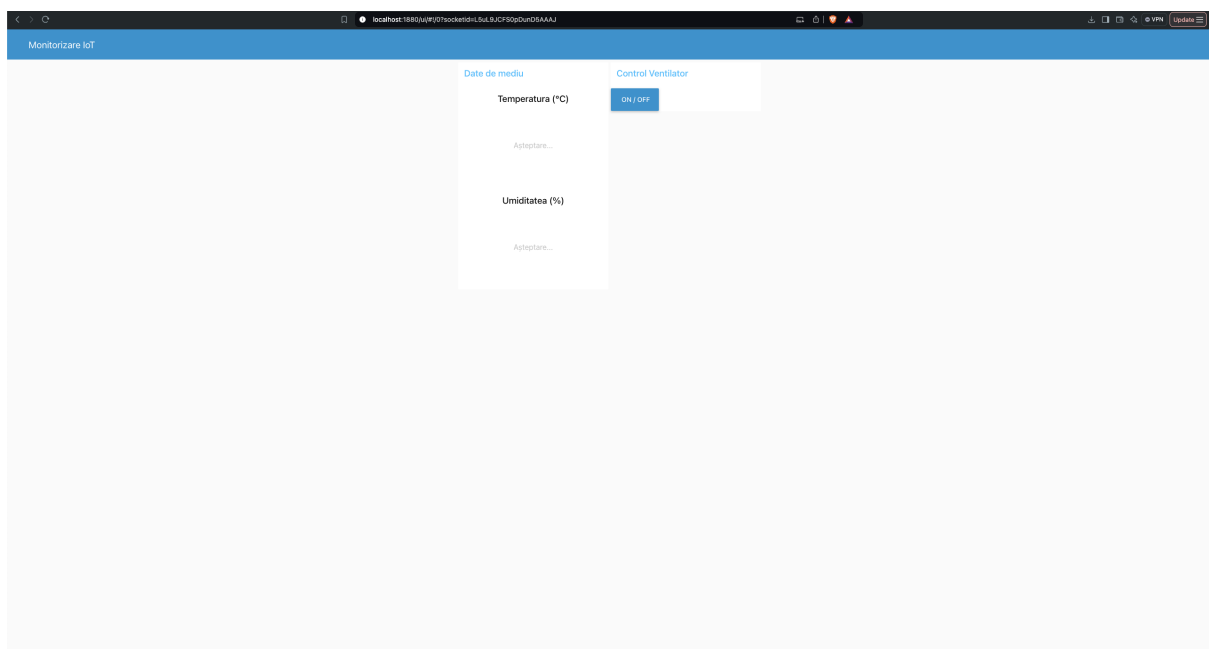 localhost:1880/ui/#!/0?socketid=L5uL9JCFS0pDunD5AAAJ
VPN
Update
Monitorizare IoT
Date de mediu
Temperatura (°C)
Așteptare...
Umiditatea (%)
Așteptare...
Control Ventilator
ON / OFF